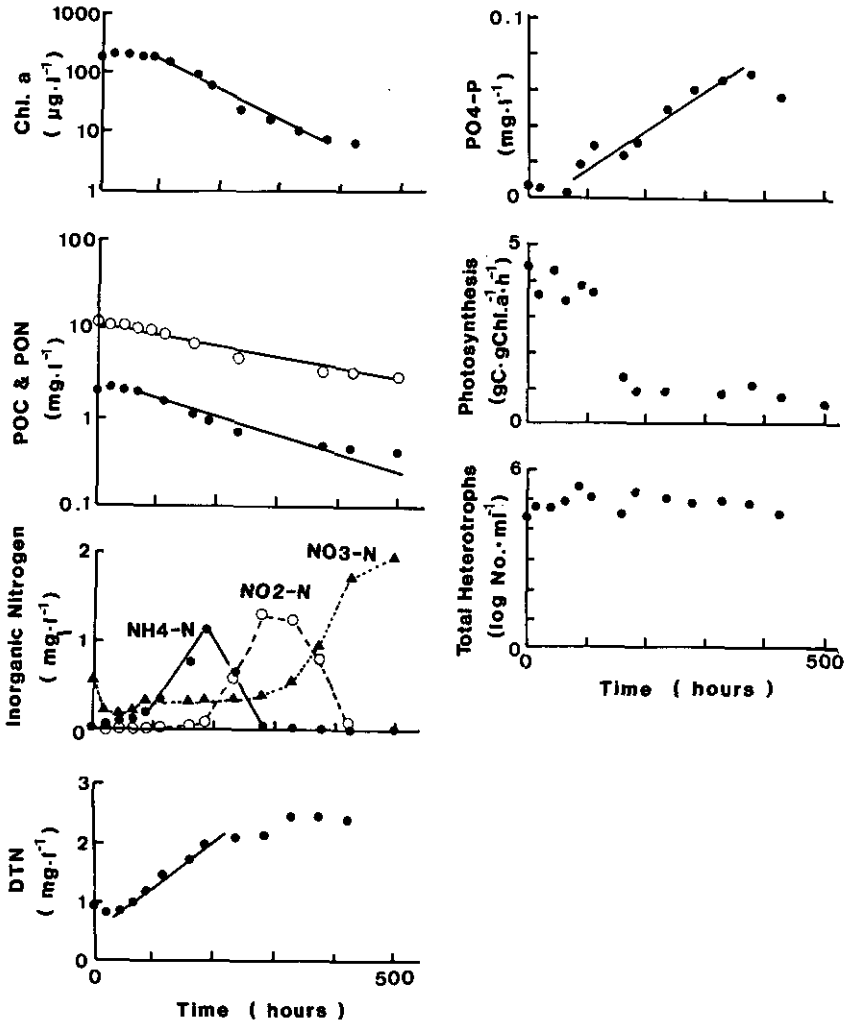 Chl. a
( µg·l⁻¹)
1000
100
10
1
POC & PON
(mg·l⁻¹)
100
10
1
0.1
Inorganic Nitrogen
( mg·l⁻¹)
2
1
0
NH4-N
NO2-N
NO3-N
DTN
( mg·l⁻¹)
3
2
1
0
0
500
Time ( hours )
PO4-P
(mg·l⁻¹)
0.1
0
Photosynthesis
(gC·gChl.a⁻¹·h⁻¹)
5
0
Total Heterotrophs
(log No.·ml⁻¹)
6
0
0
500
Time ( hours )